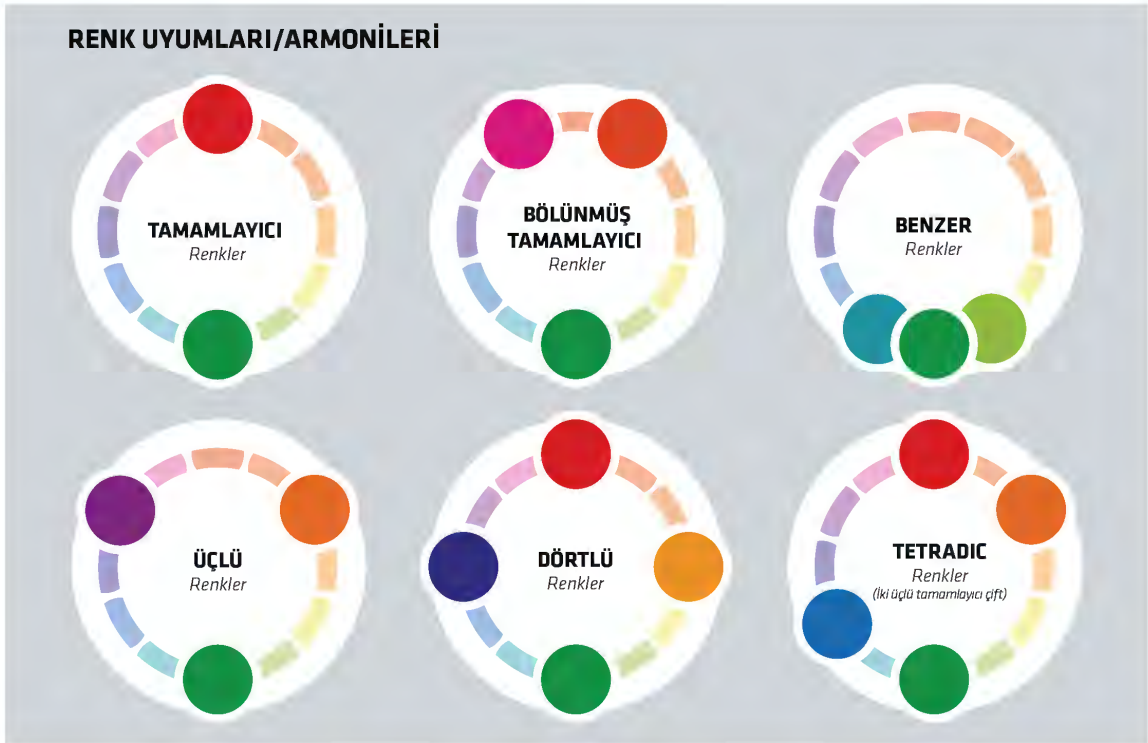 RENK UYUMLARI/ARMONİLERİ
TAMAMLAYICI
Renkler
BÖLÜNMÜŞ
TAMAMLAYICI
Renkler
BENZER
Renkler
ÜÇLÜ
Renkler
DÖRTLÜ
Renkler
TETRADIC
Renkler
(İki üçlü tamamlayıcı çift)